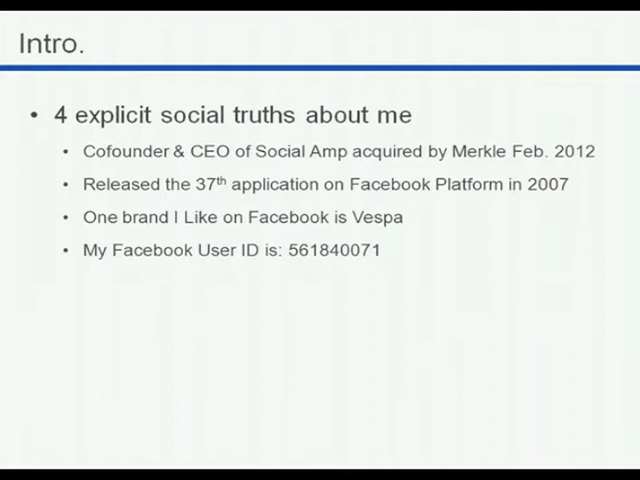 Intro.
• 4 explicit social truths about me
• Cofounder & CEO of Social Amp acquired by Merkle Feb. 2012
• Released the 37th application on Facebook Platform in 2007
• One brand I Like on Facebook is Vespa
• My Facebook User ID is: 561840071